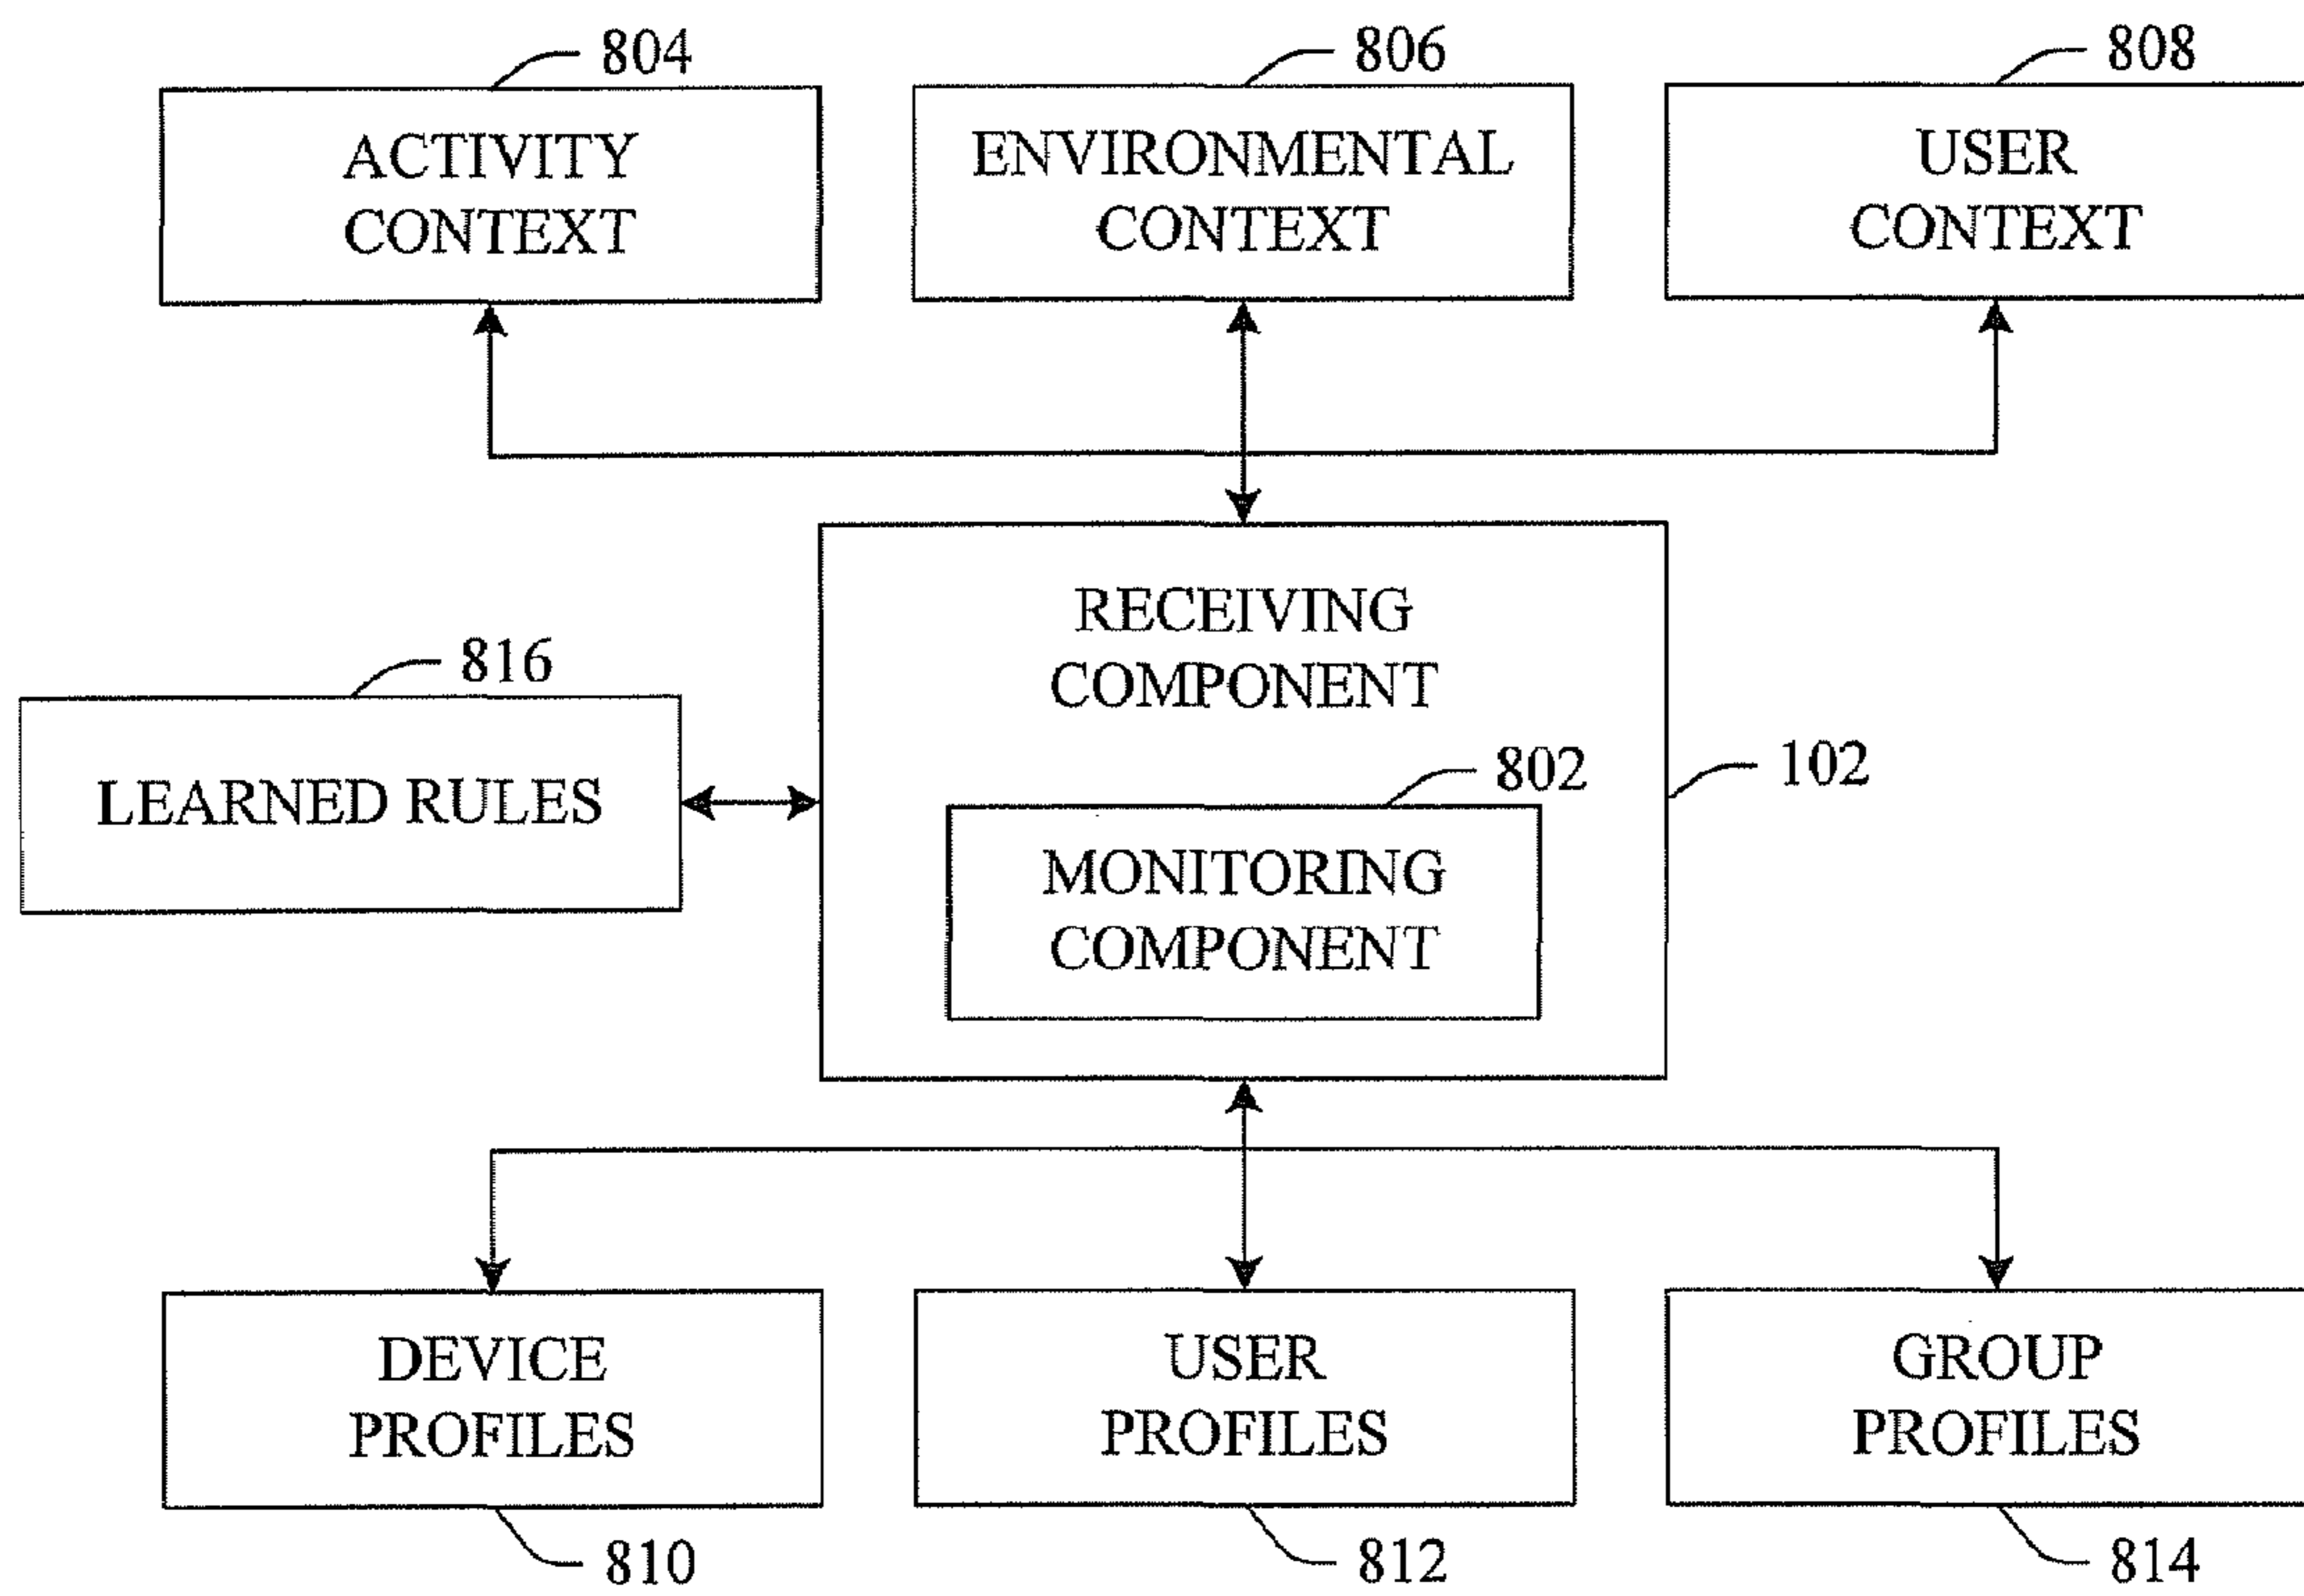 804
806
808
ACTIVITY
CONTEXT
ENVIRONMENTAL
CONTEXT
USER
CONTEXT
816
LEARNED RULES
RECEIVING
COMPONENT
102
802
MONITORING
COMPONENT
DEVICE
PROFILES
USER
PROFILES
GROUP
PROFILES
810
812
814